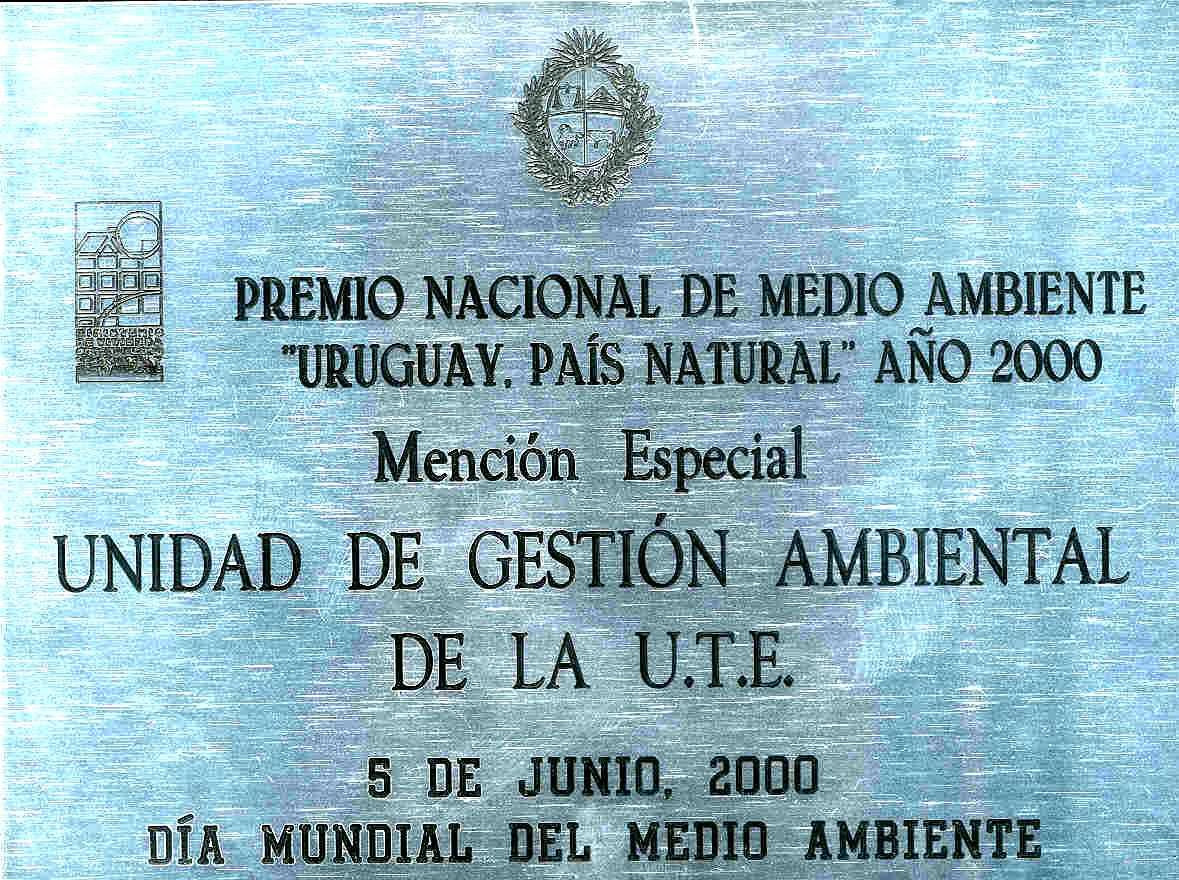 PREMIO NACIONAL DE MEDIO AMBIENTE
"URUGUAY, PAÍS NATURAL" AÑO 2000
Mención Especial
UNIDAD DE GESTIÓN AMBIENTAL
DE LA U.T.E.
5 DE JUNIO, 2000
DÍA MUNDIAL DEL MEDIO AMBIENTE